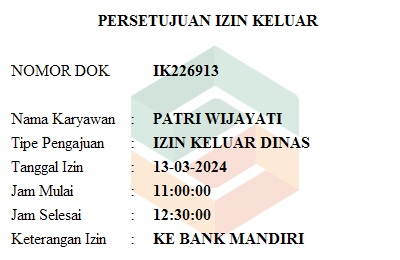 PERSETUJUAN IZIN KELUAR
NOMOR DOK IK226913
Nama Karyawan : PATRI WIJAYATI
Tipe Pengajuan : IZIN KELUAR DINAS
Tanggal Izin : 13-03-2024
Jam Mulai : 11:00:00
Jam Selesai : 12:30:00
Keterangan Izin : KE BANK MANDIRI